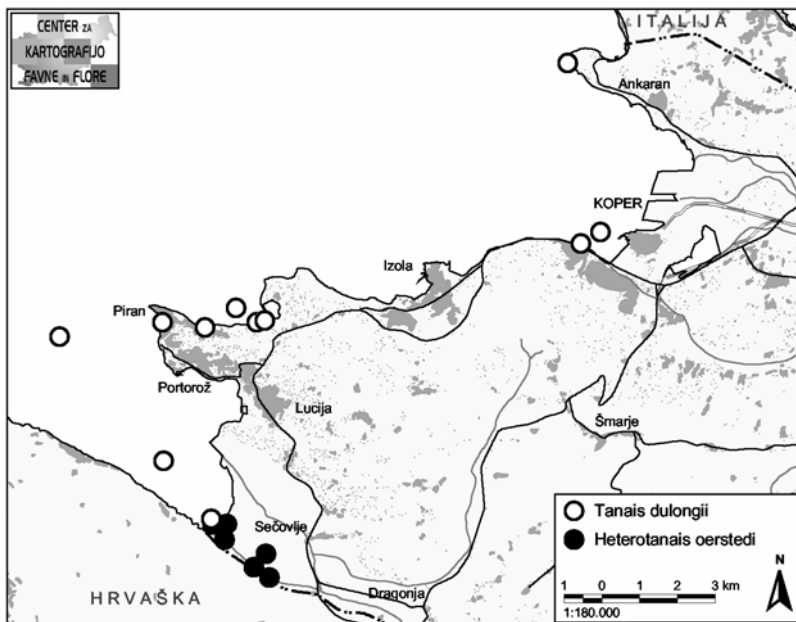 CENTER ZA
KARTOGRAFIJO
FAVNE IN FLORE
ITALIJA
Ankaran
KOPER
Izola
Piran
Portorož
Lucija
Šmarje
Sečovlje
Dragonja
HRVAŠKA
Tanais dulongii
Heterotanais oerstedi
N
1 0 1 2 3 km
1:180.000